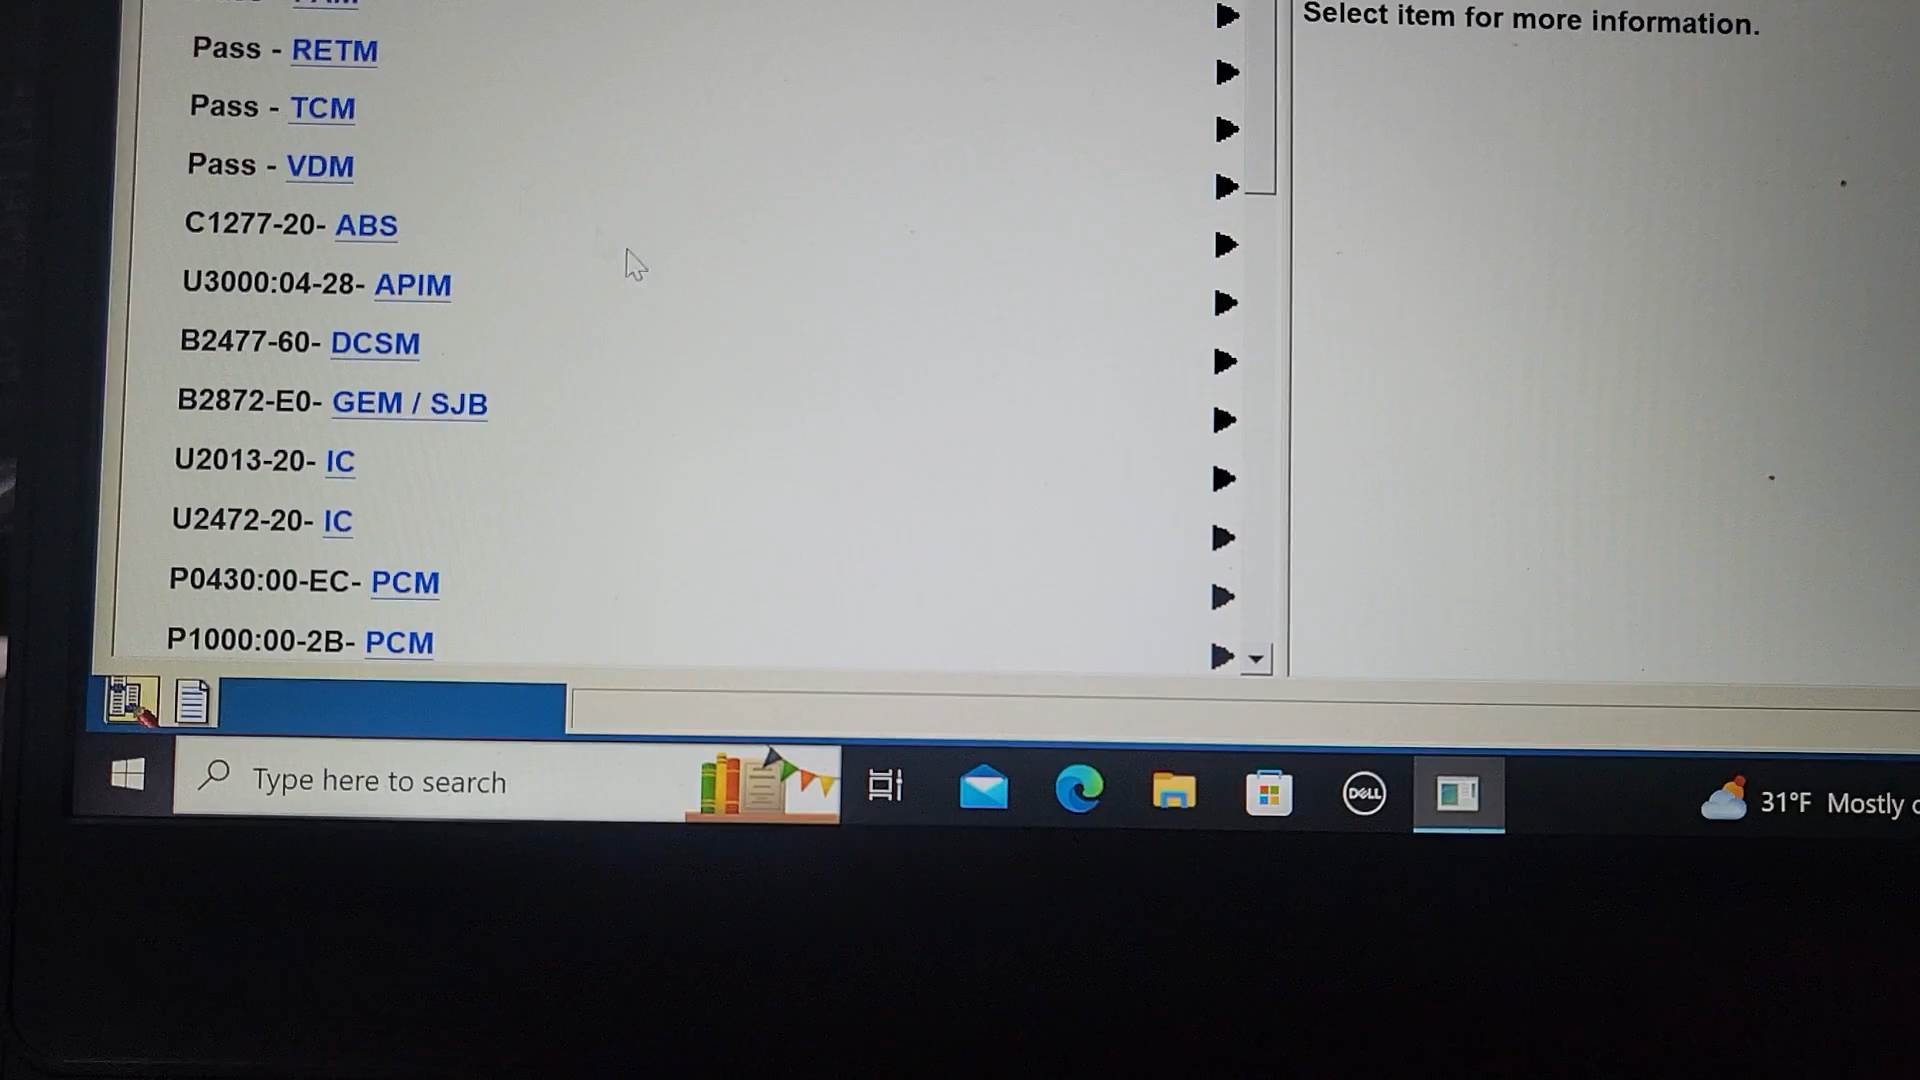 Select item for more information.
Pass - RETM
Pass - TCM
Pass - VDM
C1277-20- ABS
U3000:04-28- APIM
B2477-60- DCSM
B2872-E0- GEM / SJB
U2013-20- IC
U2472-20- IC
P0430:00-EC- PCM
P1000:00-2B- PCM
Type here to search
DELL
31°F Mostly